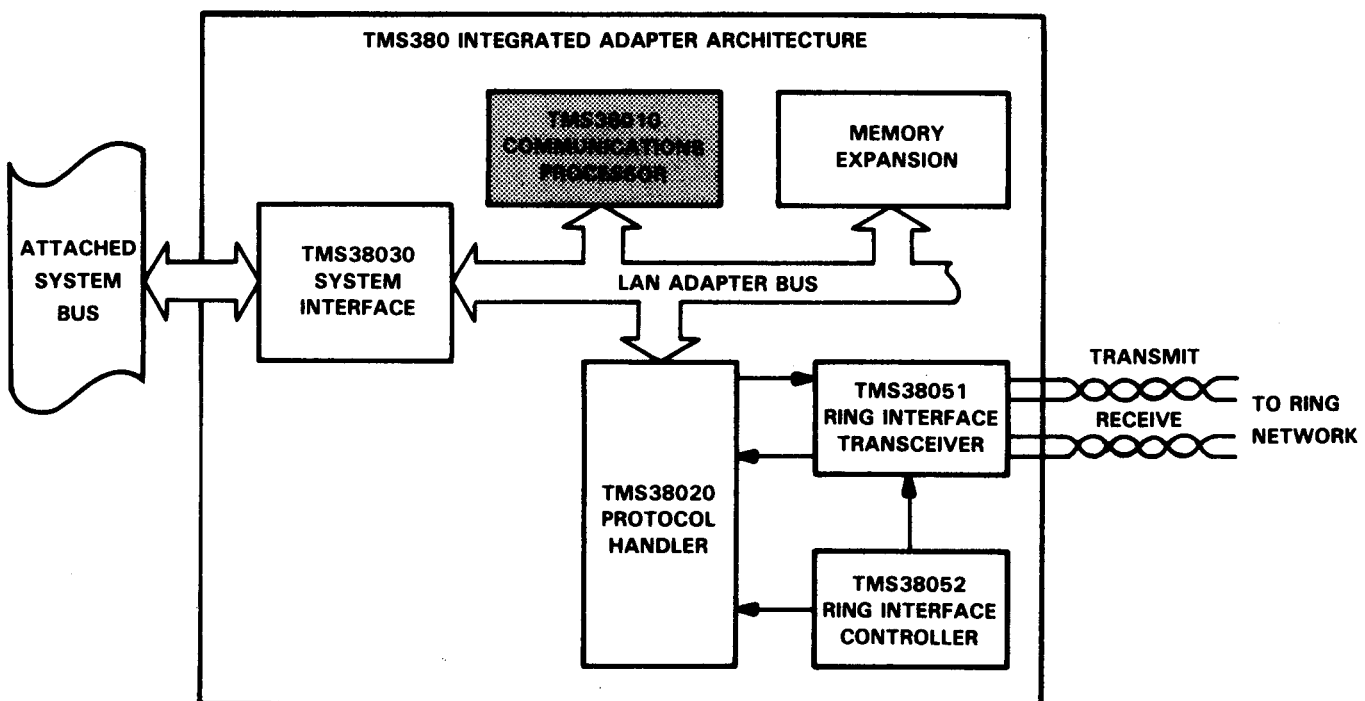 TMS380 INTEGRATED ADAPTER ARCHITECTURE
TMS38010
COMMUNICATIONS
PROCESSOR
MEMORY
EXPANSION
ATTACHED
SYSTEM
BUS
TMS38030
SYSTEM
INTERFACE
LAN ADAPTER BUS
TMS38020
PROTOCOL
HANDLER
TMS38051
RING INTERFACE
TRANSCEIVER
TRANSMIT
RECEIVE
TO RING
NETWORK
TMS38052
RING INTERFACE
CONTROLLER